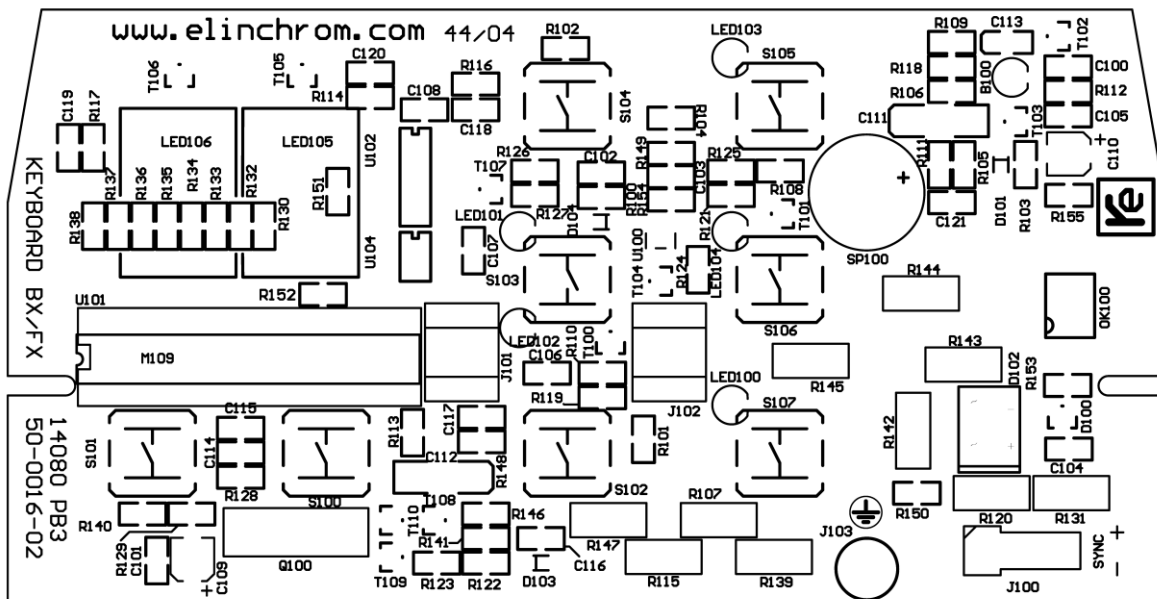 www.elinchrom.com 44/04
R102
LED103
S105
R109
C113
T102
T106
T105
C120
R116
R118
B100
C100
R114
C108
S104
R106
R112
C119
R117
C118
R104
C111
T103
C105
LED106
LED105
U102
R126
C102
R149
R125
R111
R105
C110
T107
C103
R108
R137
R136
R135
R134
R133
R132
R151
R100
R154
D101
R103
R155
Ke
R138
R130
LED101
R127
D104
R121
T101
C121
KEYBOARD BX/FX
U104
C107
U100
SP100
S103
T104
R124
LED104
R144
R152
S106
OK100
U101
LED102
R110
T100
M109
J101
C106
R143
D102
R153
R119
J102
R145
LED100
S107
C115
R113
C117
R142
D100
S101
C114
R101
14080 PB3
50-0016-02
C112
R148
C104
R128
S100
T108
S102
R107
R150
R120
R131
R140
T110
R146
J103
R129
C101
C109
Q100
R141
R147
T109
R123
R122
D103
C116
R115
R139
J100
SYNC
+
-